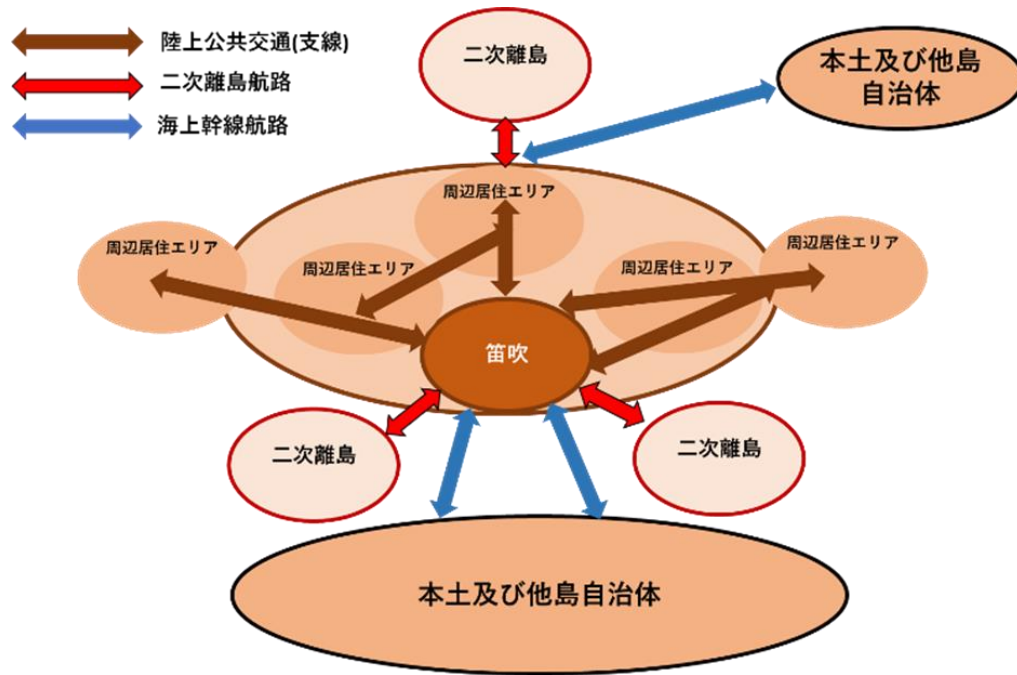 陸上公共交通(支線)
二次離島航路
海上幹線航路
二次離島
本土及び他島
自治体
周辺居住エリア
周辺居住エリア
周辺居住エリア
周辺居住エリア
周辺居住エリア
笛吹
二次離島
二次離島
本土及び他島自治体